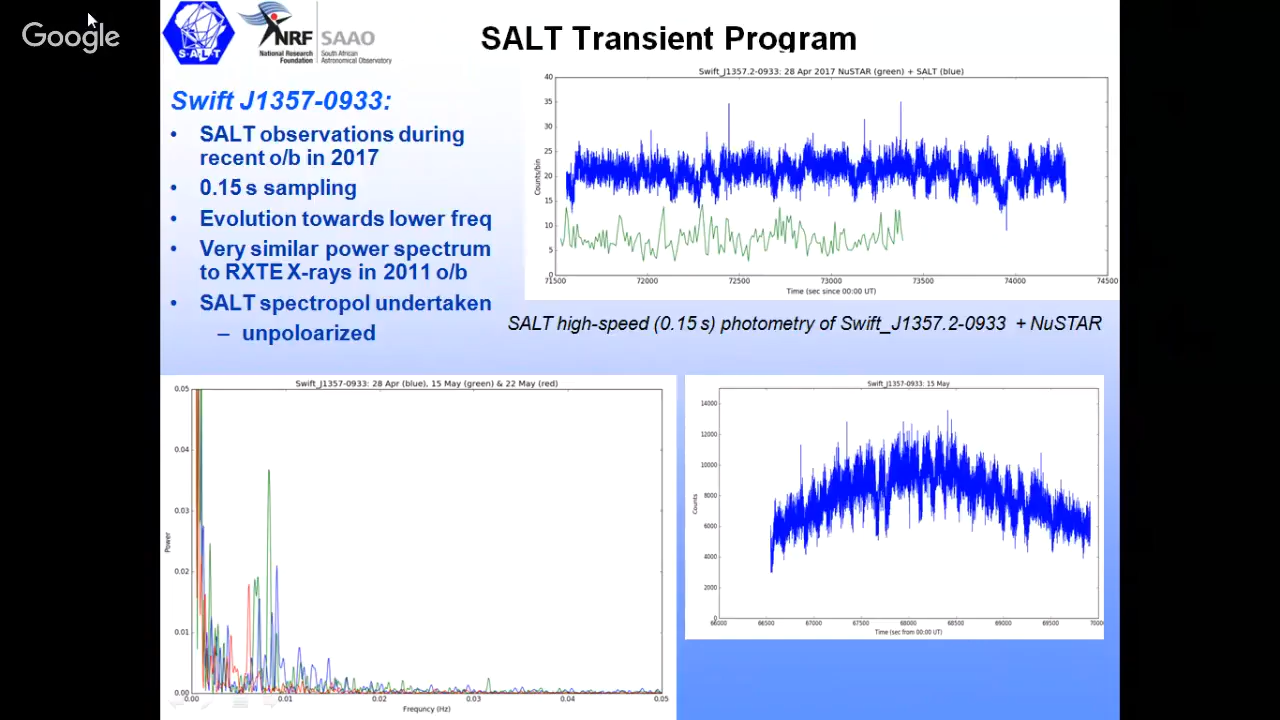 Google
SALT
NRF
SAAO
National Research
Foundation
South African
Astronomical Observatory
SALT Transient Program
Swift J1357-0933:
• SALT observations during
recent o/b in 2017
• 0.15 s sampling
• Evolution towards lower freq
• Very similar power spectrum
to RXTE X-rays in 2011 o/b
• SALT spectropol undertaken
– unpoloarized
Swift_J1357.2-0933: 28 Apr 2017 NuSTAR (green) + SALT (blue)
40
35
30
25
20
15
10
5
0
Counts/bin
71500 72000 72500 73000 73500 74000 74500
Time (sec since 00:00 UT)
SALT high-speed (0.15 s) photometry of Swift_J1357.2-0933 + NuSTAR
Swift_J1357-0933: 28 Apr (blue), 15 May (green) & 22 May (red)
0.05
0.04
0.03
0.02
0.01
0.00
Power
0.00 0.01 0.02 0.03 0.04 0.05
Frequncy (Hz)
Swift_J1357-0933: 15 May
14000
12000
10000
8000
6000
4000
2000
0
Counts
66000 66500 67000 67500 68000 68500 69000 69500 7000
Time (sec from 00:00 UT)